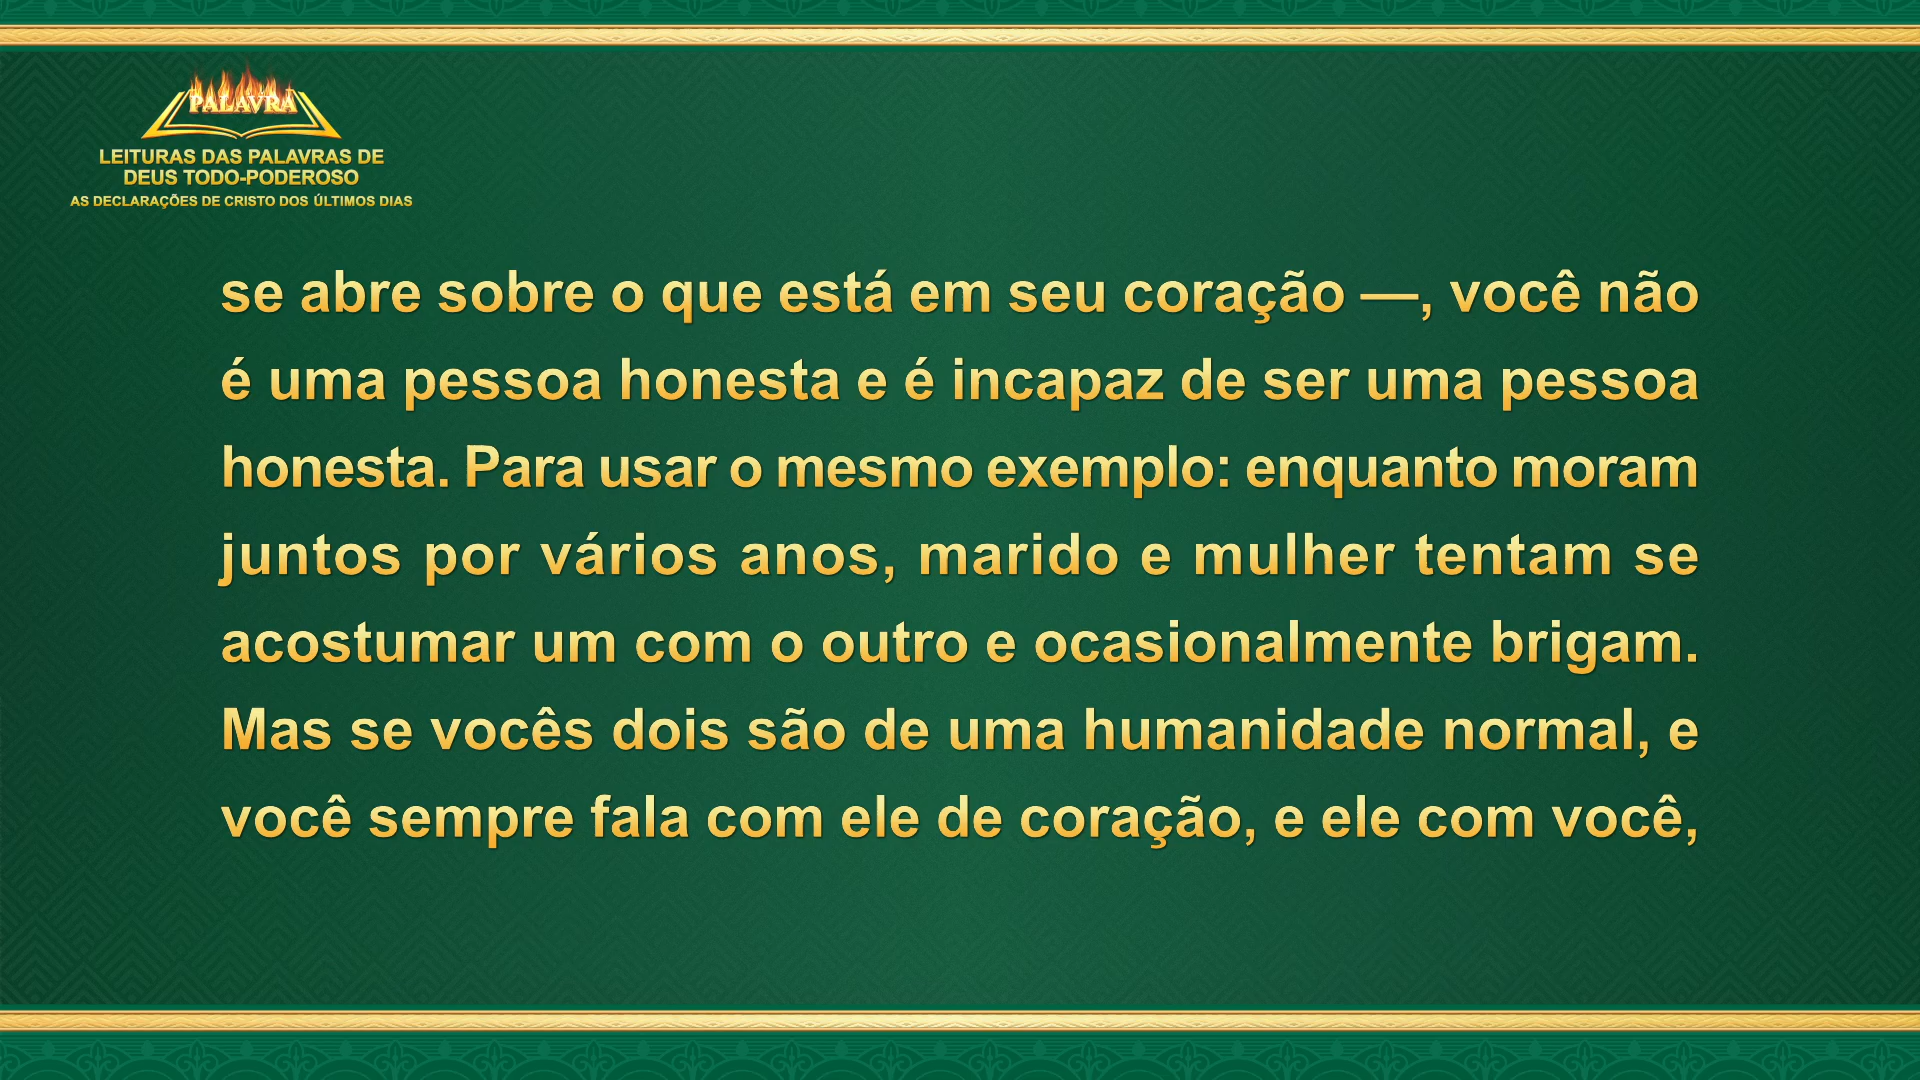 PALAVRA
LEITURAS DAS PALAVRAS DE
DEUS TODO-PODEROSO
AS DECLARAÇÕES DE CRISTO DOS ÚLTIMOS DIAS
se abre sobre o que está em seu coração —, você não
é uma pessoa honesta e é incapaz de ser uma pessoa
honesta. Para usar o mesmo exemplo: enquanto moram
juntos por vários anos, marido e mulher tentam se
acostumar um com o outro e ocasionalmente brigam.
Mas se vocês dois são de uma humanidade normal, e
você sempre fala com ele de coração, e ele com você,